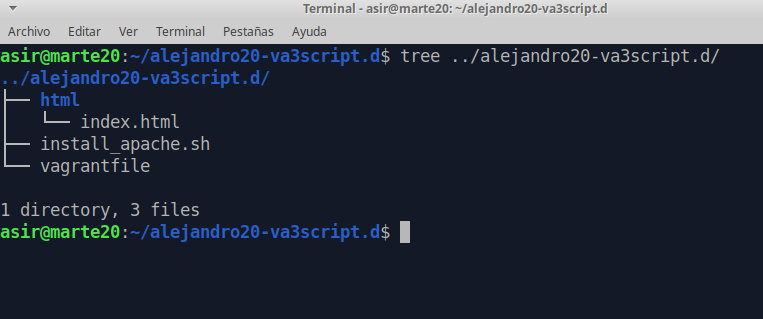 Terminal - asir@marte20: ~/alejandro20-va3script.d
Archivo Editar Ver Terminal Pestañas Ayuda
asir@marte20:~/alejandro20-va3script.d$ tree ../alejandro20-va3script.d/
../alejandro20-va3script.d/
├── html
│   └── index.html
├── install_apache.sh
└── vagrantfile
1 directory, 3 files
asir@marte20:~/alejandro20-va3script.d$